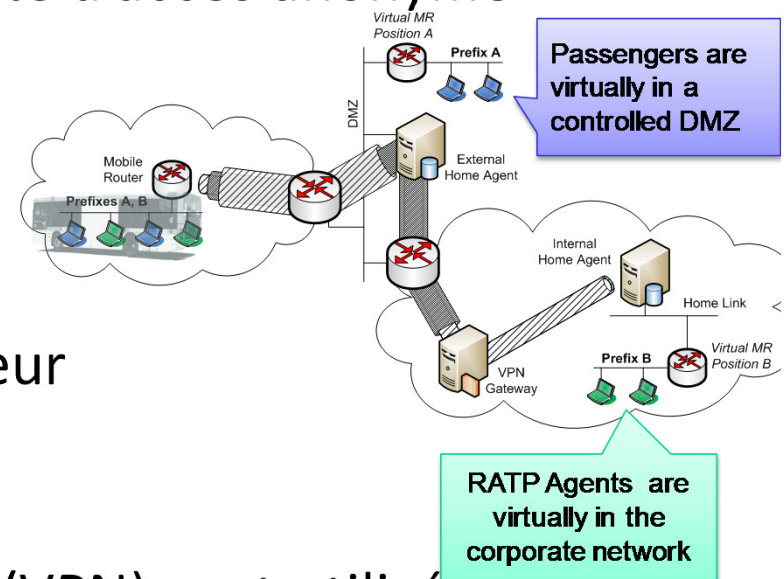 Virtual MR
Position A
Prefix A
Passengers are
virtually in a
controlled DMZ
DMZ
External
Home Agent
Mobile
Router
Prefixes A, B
Internal
Home Agent
Home Link
eur
VPN
Gateway
Prefix B
Virtual MR
Position B
RATP Agents are
virtually in the
corporate network
(VPN)